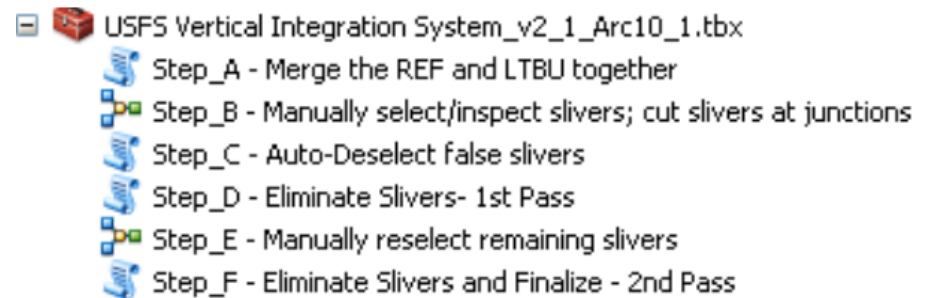 USFS Vertical Integration System_v2_1_Arc10_1.tbx
Step_A - Merge the REF and LTBU together
Step_B - Manually select/inspect slivers; cut slivers at junctions
Step_C - Auto-Deselect false slivers
Step_D - Eliminate Slivers- 1st Pass
Step_E - Manually reselect remaining slivers
Step_F - Eliminate Slivers and Finalize - 2nd Pass